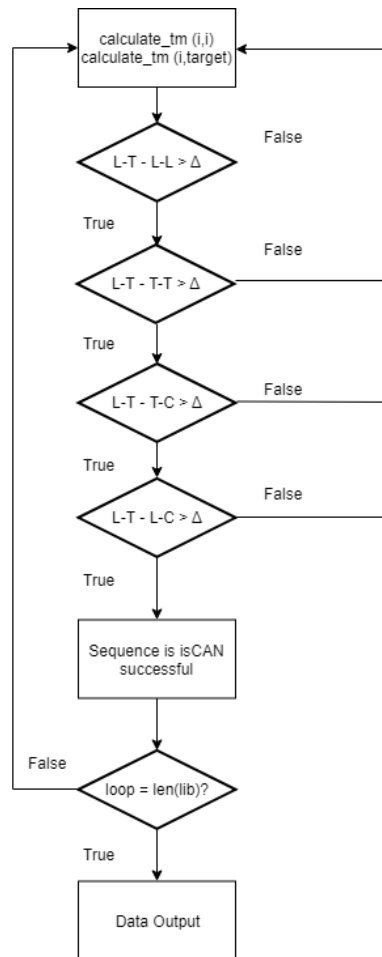 calculate_tm (i,i)
calculate_tm (i,target)
False
L-T - L-L > Δ
True
False
L-T - T-T > Δ
True
False
L-T - T-C > Δ
True
False
L-T - L-C > Δ
True
Sequence is isCAN
successful
False
loop = len(lib)?
True
Data Output